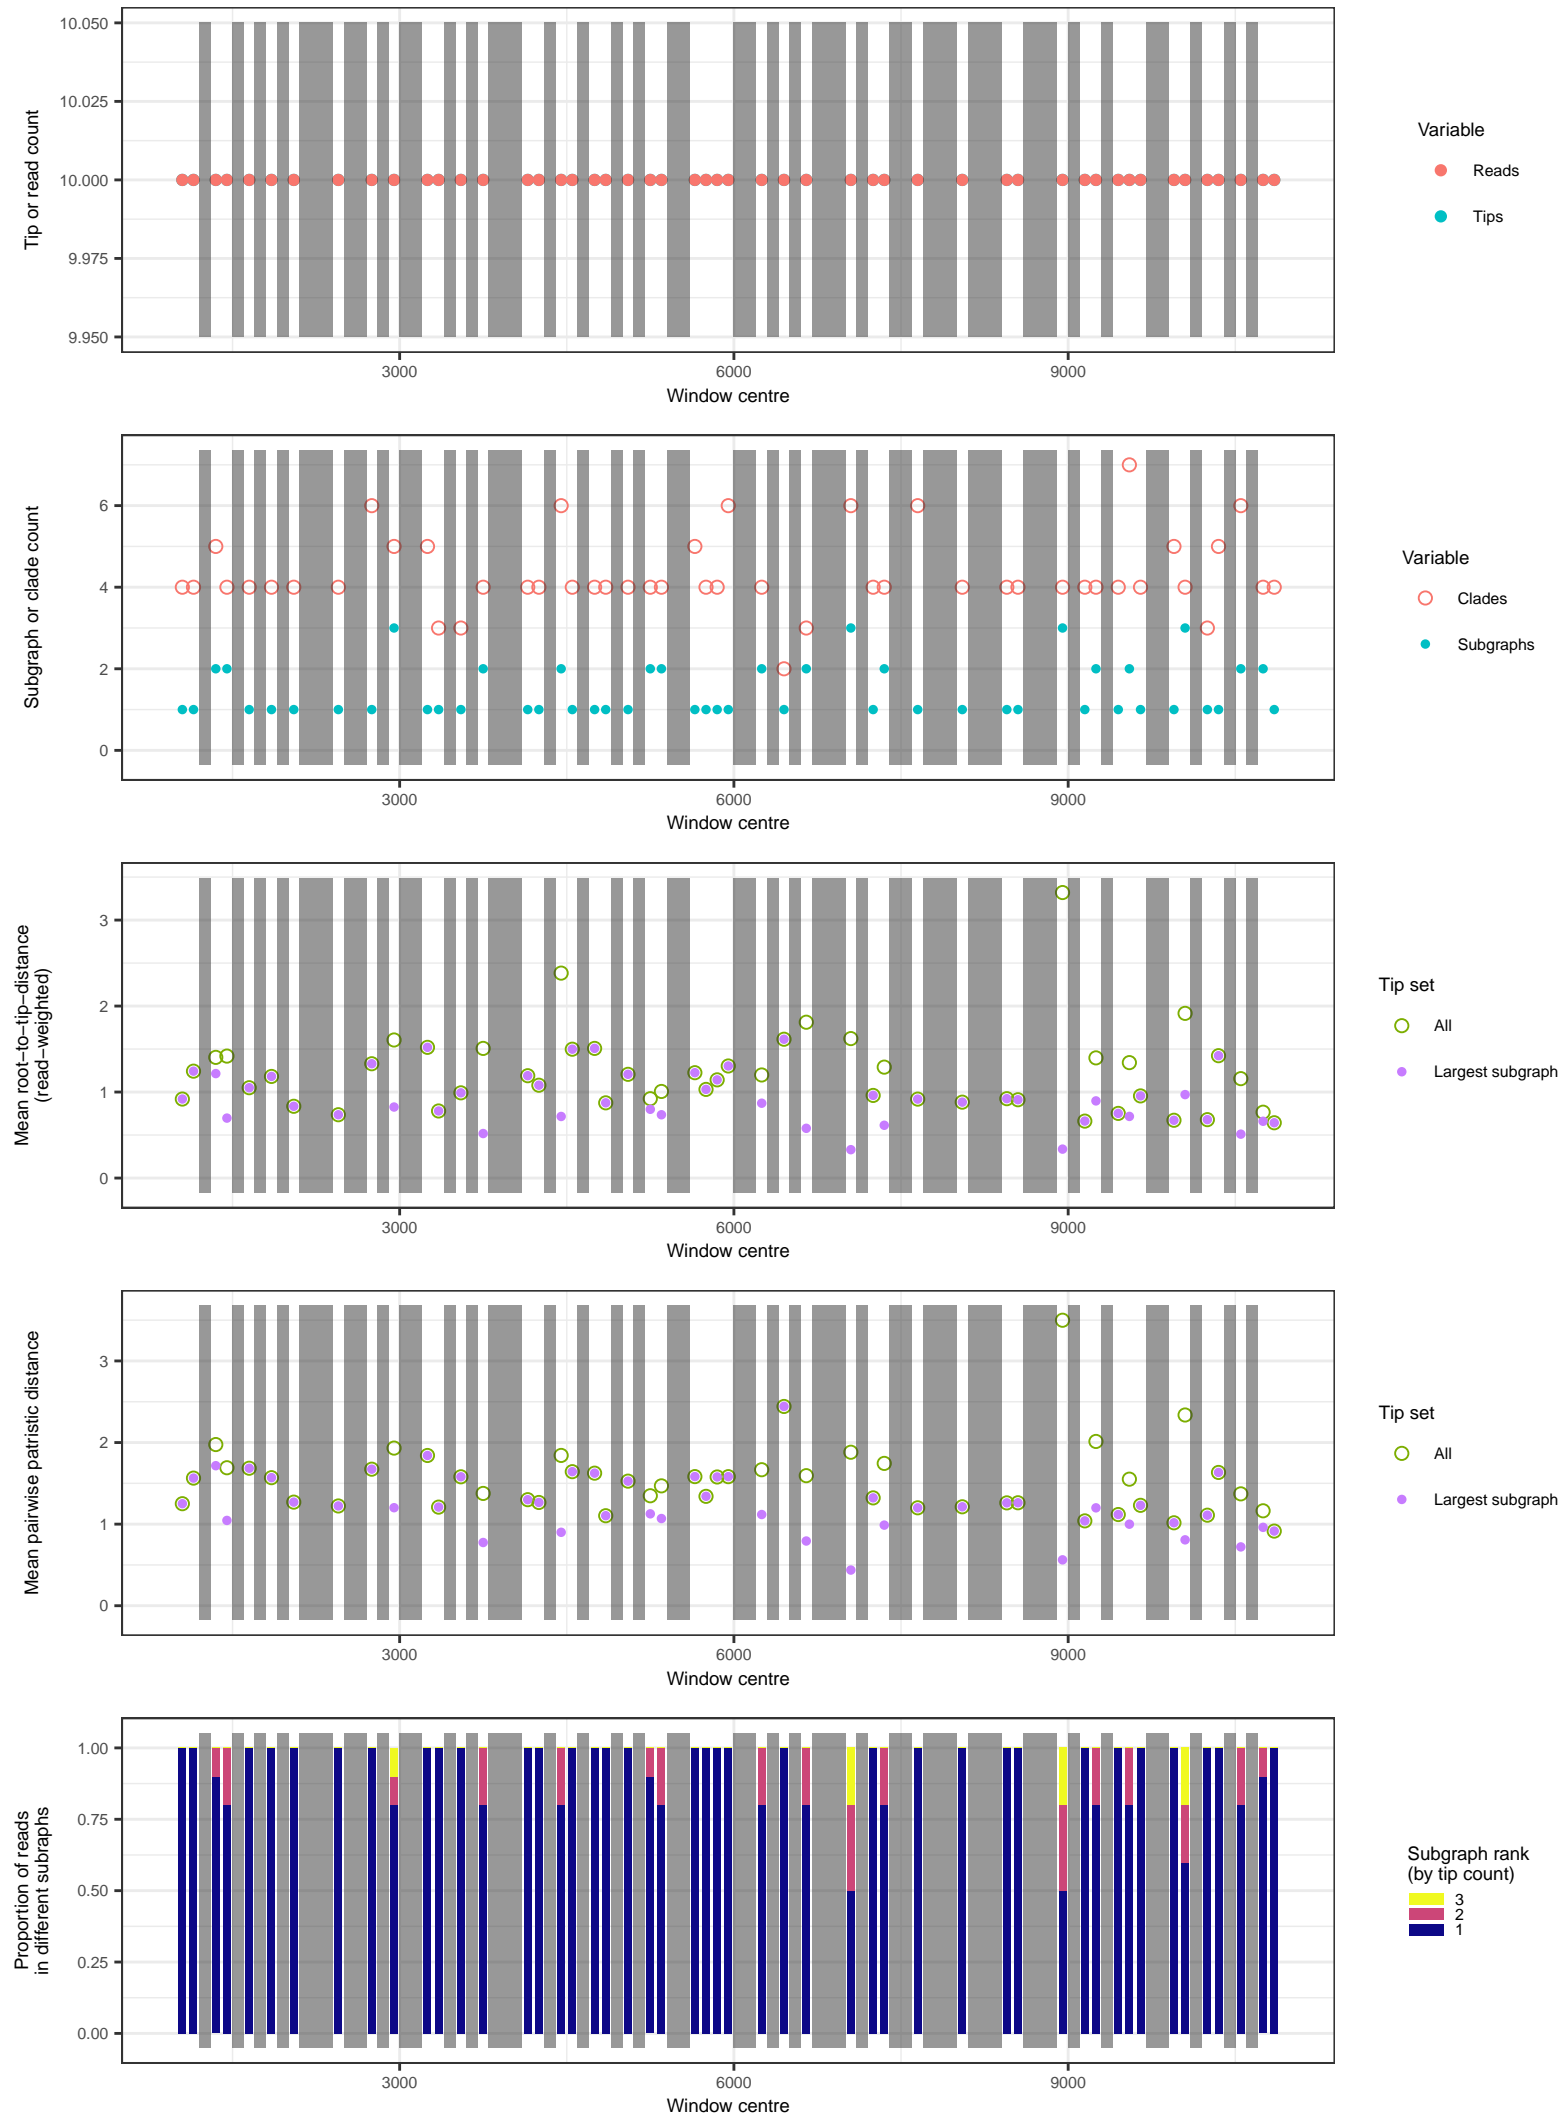 10.050
10.025
10.000
9.975
9.950
Tip or read count
3000
6000
9000
Window centre
Variable
Reads
Tips
6
4
2
0
Subgraph or clade count
3000
6000
9000
Window centre
Variable
Clades
Subgraphs
3
2
1
0
Mean root−to−tip−distance
(read−weighted)
3000
6000
9000
Window centre
Tip set
All
Largest subgraph
3
2
1
0
Mean pairwise patristic distance
3000
6000
9000
Window centre
Tip set
All
Largest subgraph
1.00
0.75
0.50
0.25
0.00
Proportion of reads
in different subraphs
3000
6000
9000
Window centre
Subgraph rank
(by tip count)
3
2
1